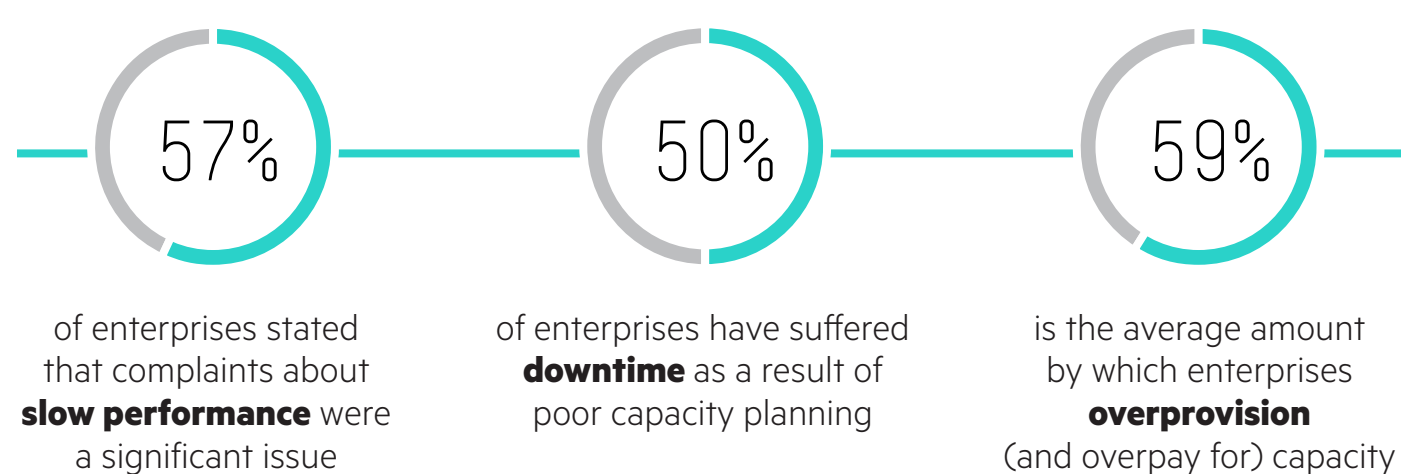 57%
of enterprises stated
that complaints about
slow performance were
a significant issue
50%
of enterprises have suffered
downtime as a result of
poor capacity planning
59%
is the average amount
by which enterprises
overprovision
(and overpay for) capacity